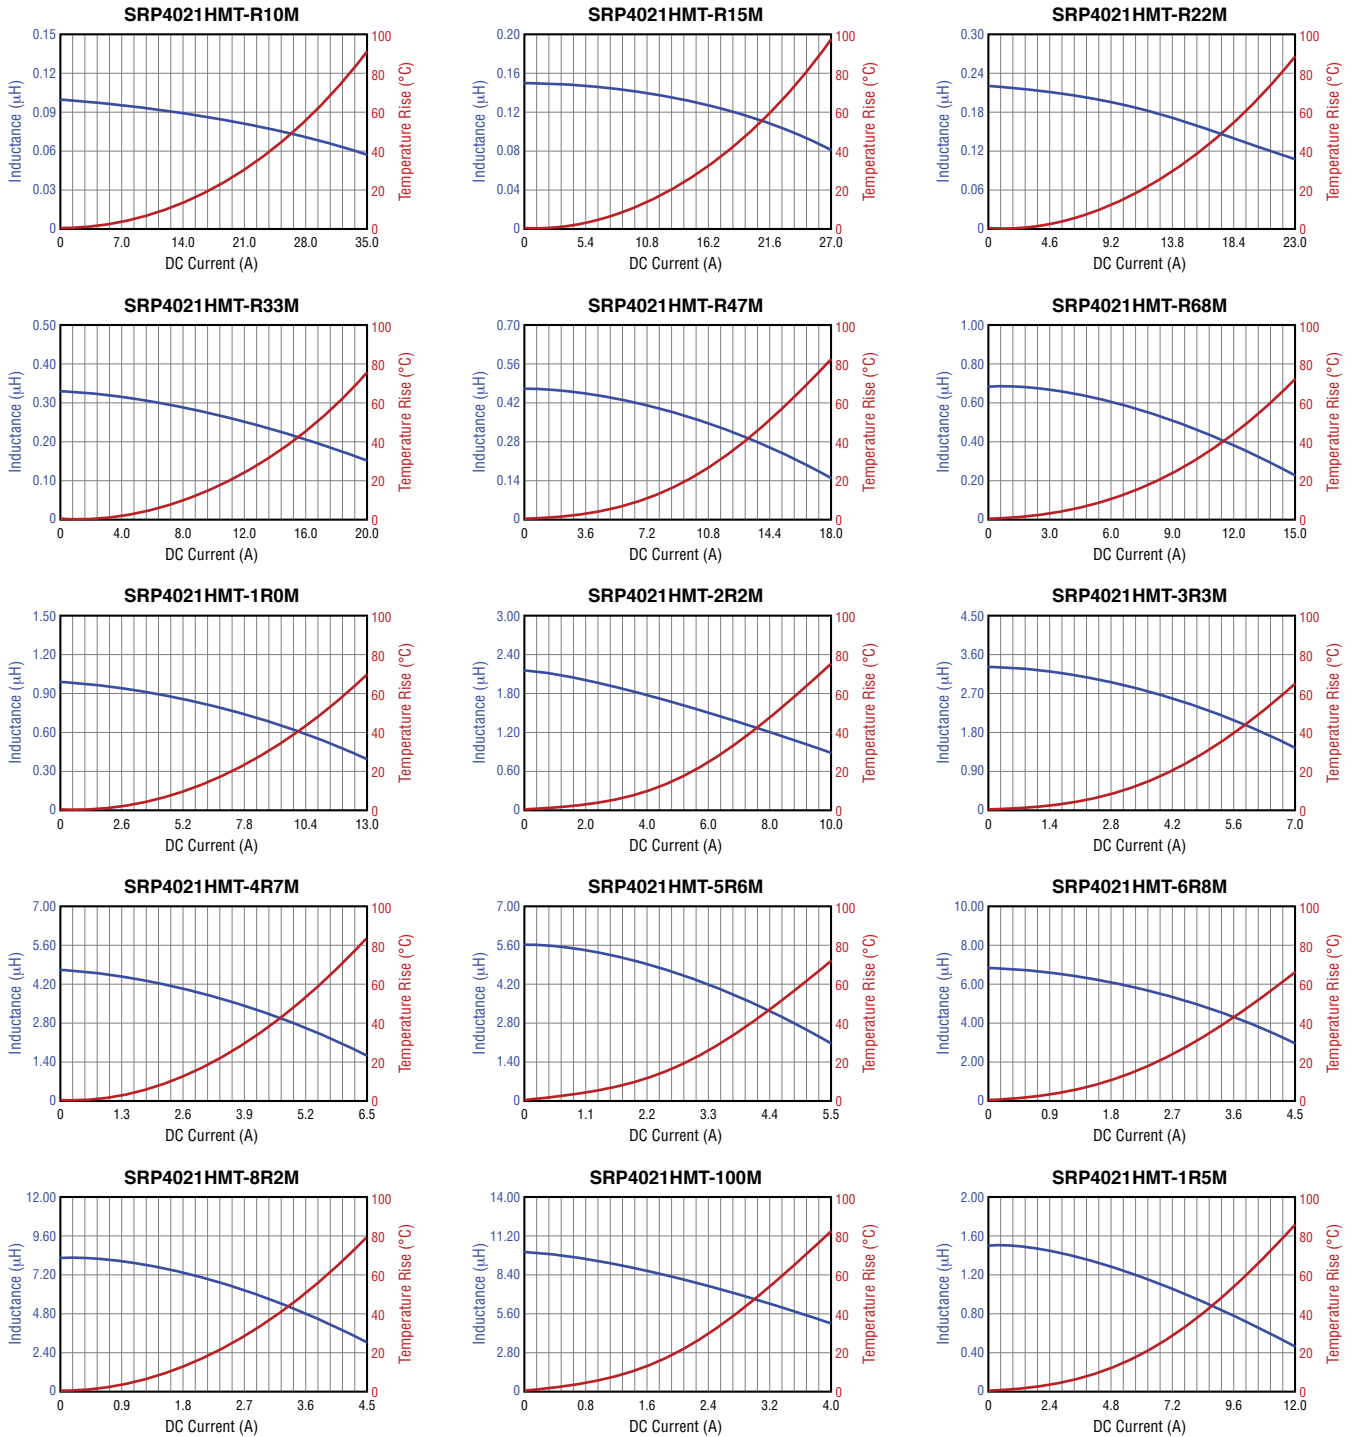 SRP4021HMT-R10M
0.15
0.12
0.09
0.06
0.03
0
Inductance (µH)
100
80
60
40
20
0
Temperature Rise (°C)
0 7.0 14.0 21.0 28.0 35.0
DC Current (A)
SRP4021HMT-R15M
0.20
0.16
0.12
0.08
0.04
0
Inductance (µH)
100
80
60
40
20
0
Temperature Rise (°C)
0 5.4 10.8 16.2 21.6 27.0
DC Current (A)
SRP4021HMT-R22M
0.30
0.24
0.18
0.12
0.06
0
Inductance (µH)
100
80
60
40
20
0
Temperature Rise (°C)
0 4.6 9.2 13.8 18.4 23.0
DC Current (A)
SRP4021HMT-R33M
0.50
0.40
0.30
0.20
0.10
0
Inductance (µH)
100
80
60
40
20
0
Temperature Rise (°C)
0 4.0 8.0 12.0 16.0 20.0
DC Current (A)
SRP4021HMT-R47M
0.70
0.56
0.42
0.28
0.14
0
Inductance (µH)
100
80
60
40
20
0
Temperature Rise (°C)
0 3.6 7.2 10.8 14.4 18.0
DC Current (A)
SRP4021HMT-R68M
1.00
0.80
0.60
0.40
0.20
0
Inductance (µH)
100
80
60
40
20
0
Temperature Rise (°C)
0 3.0 6.0 9.0 12.0 15.0
DC Current (A)
SRP4021HMT-1R0M
1.50
1.20
0.90
0.60
0.30
0
Inductance (µH)
100
80
60
40
20
0
Temperature Rise (°C)
0 2.6 5.2 7.8 10.4 13.0
DC Current (A)
SRP4021HMT-2R2M
3.00
2.40
1.80
1.20
0.60
0
Inductance (µH)
100
80
60
40
20
0
Temperature Rise (°C)
0 2.0 4.0 6.0 8.0 10.0
DC Current (A)
SRP4021HMT-3R3M
4.50
3.60
2.70
1.80
0.90
0
Inductance (µH)
100
80
60
40
20
0
Temperature Rise (°C)
0 1.4 2.8 4.2 5.6 7.0
DC Current (A)
SRP4021HMT-4R7M
7.00
5.60
4.20
2.80
1.40
0
Inductance (µH)
100
80
60
40
20
0
Temperature Rise (°C)
0 1.3 2.6 3.9 5.2 6.5
DC Current (A)
SRP4021HMT-5R6M
7.00
5.60
4.20
2.80
1.40
0
Inductance (µH)
100
80
60
40
20
0
Temperature Rise (°C)
0 1.1 2.2 3.3 4.4 5.5
DC Current (A)
SRP4021HMT-6R8M
10.00
8.00
6.00
4.00
2.00
0
Inductance (µH)
100
80
60
40
20
0
Temperature Rise (°C)
0 0.9 1.8 2.7 3.6 4.5
DC Current (A)
SRP4021HMT-8R2M
12.00
9.60
7.20
4.80
2.40
0
Inductance (µH)
100
80
60
40
20
0
Temperature Rise (°C)
0 0.9 1.8 2.7 3.6 4.5
DC Current (A)
SRP4021HMT-100M
14.00
11.20
8.40
5.60
2.80
0
Inductance (µH)
100
80
60
40
20
0
Temperature Rise (°C)
0 0.8 1.6 2.4 3.2 4.0
DC Current (A)
SRP4021HMT-1R5M
2.00
1.60
1.20
0.80
0.40
0
Inductance (µH)
100
80
60
40
20
0
Temperature Rise (°C)
0 2.4 4.8 7.2 9.6 12.0
DC Current (A)